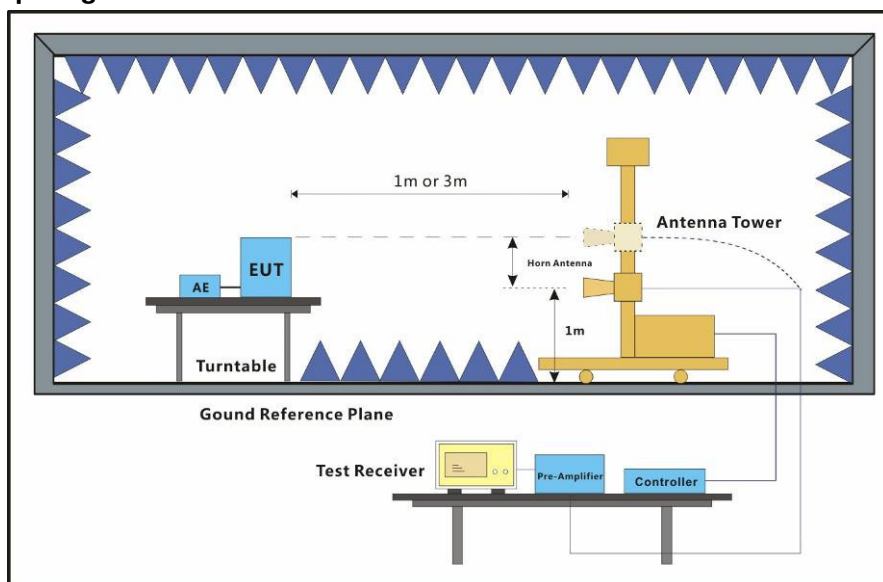 1m or 3m
Antenna Tower
Horn Antenna
EUT
AE
1m
Turntable
Gound Reference Plane
Test Receiver
Pre-Amplifier
Controller